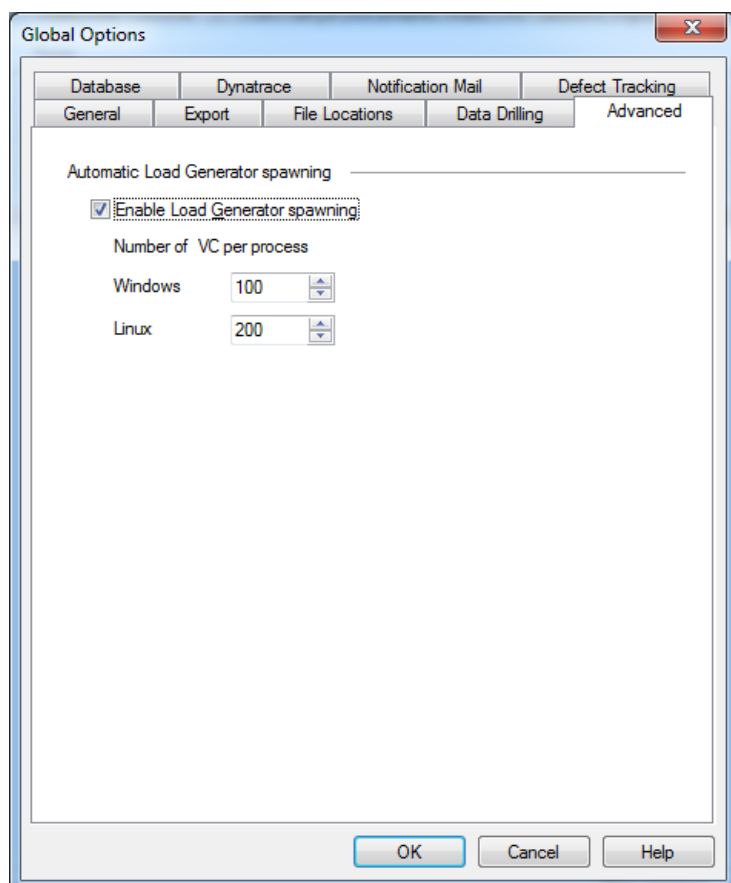 Global Options
Database Dynatrace Notification Mail Defect Tracking
General Export File Locations Data Drilling Advanced
Automatic Load Generator spawning
Enable Load Generator spawning
Number of VC per process
Windows 100
Linux 200
OK Cancel Help